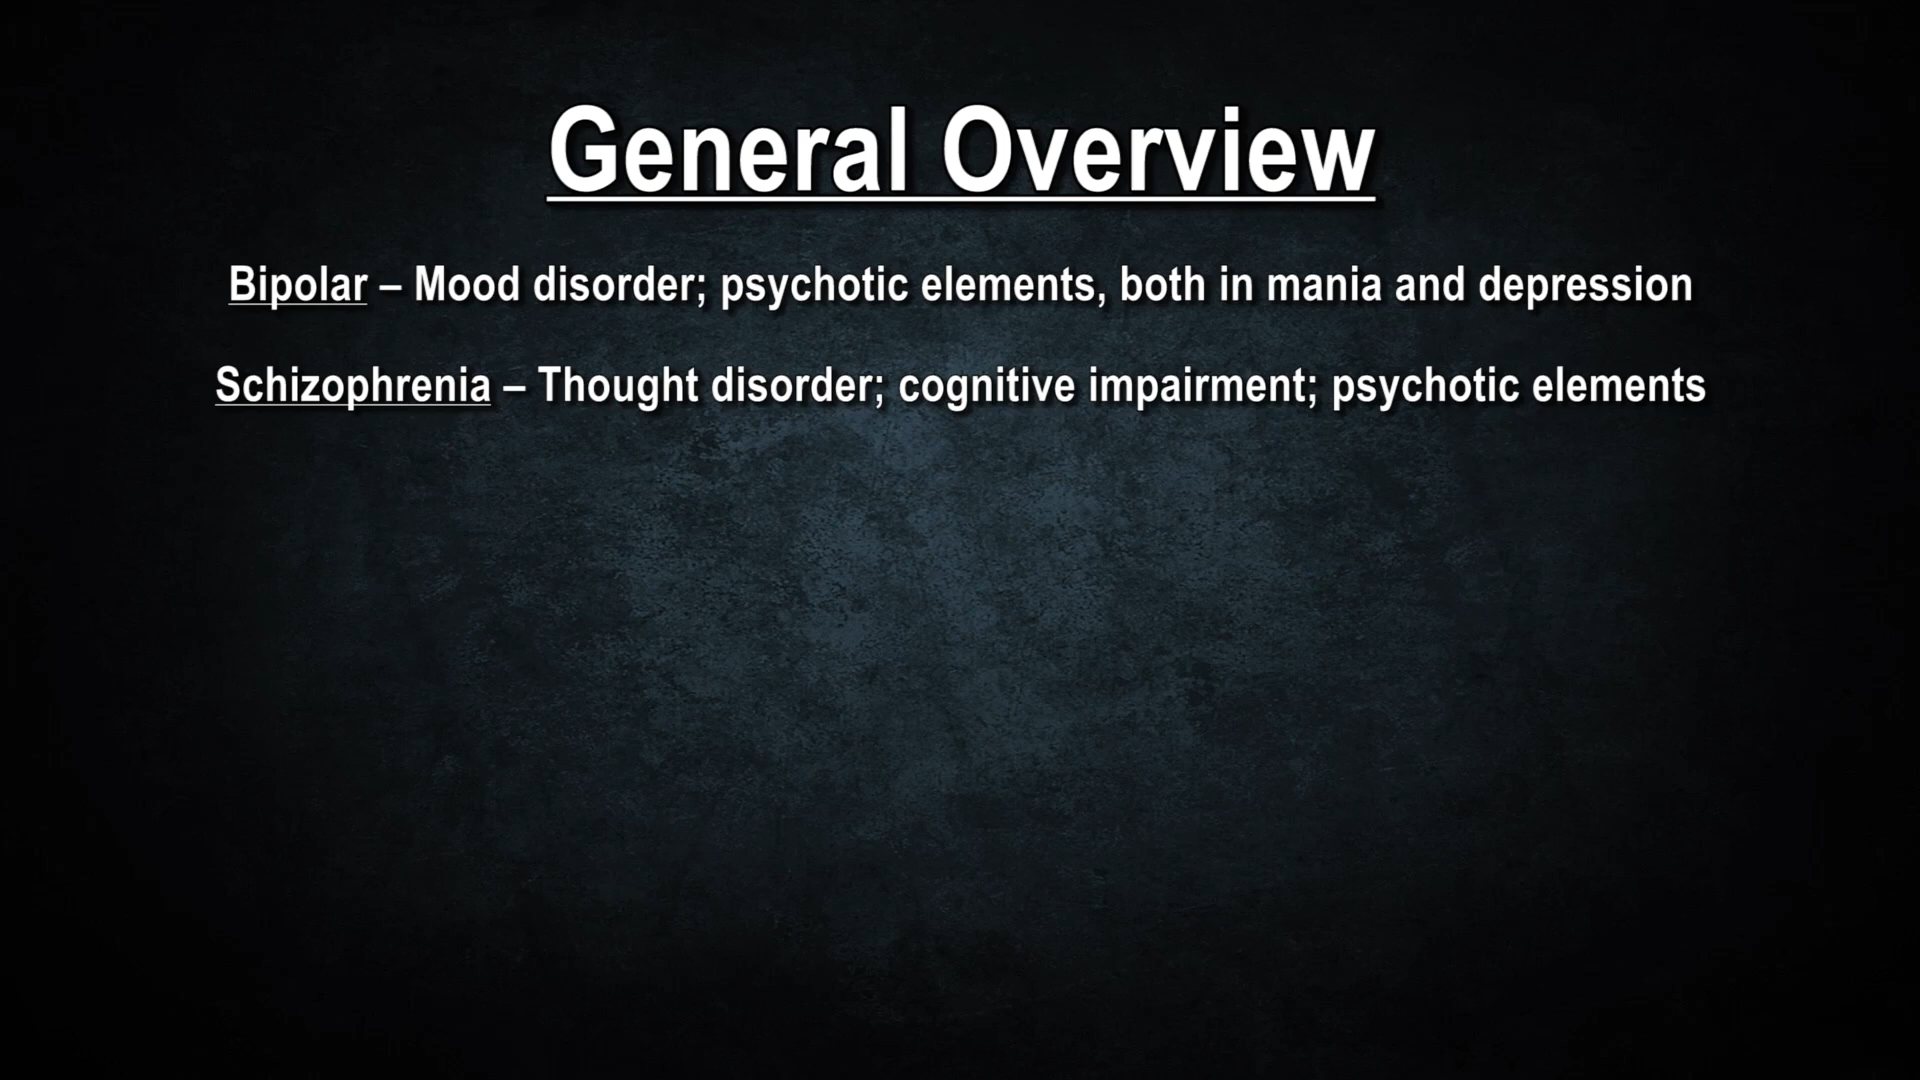 General Overview
Bipolar – Mood disorder; psychotic elements, both in mania and depression
Schizophrenia – Thought disorder; cognitive impairment; psychotic elements